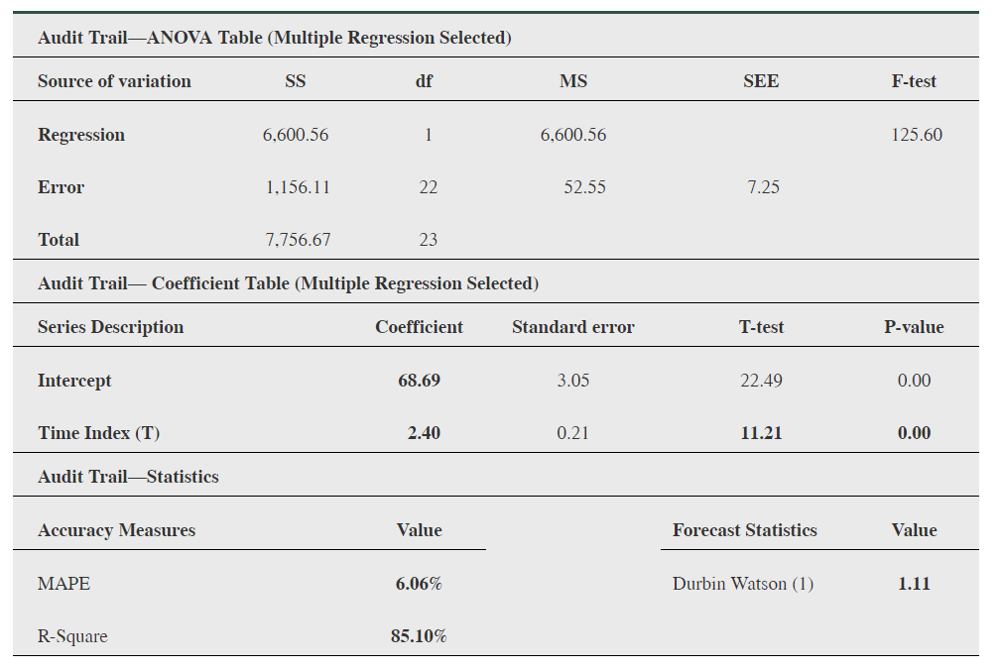 Audit Trail—ANOVA Table (Multiple Regression Selected)
Source of variation SS df MS SEE F-test
Regression 6,600.56 1 6,600.56 125.60
Error 1,156.11 22 52.55 7.25
Total 7,756.67 23
Audit Trail— Coefficient Table (Multiple Regression Selected)
Series Description Coefficient Standard error T-test P-value
Intercept 68.69 3.05 22.49 0.00
Time Index (T) 2.40 0.21 11.21 0.00
Audit Trail—Statistics
Accuracy Measures Value Forecast Statistics Value
MAPE 6.06% Durbin Watson (1) 1.11
R-Square 85.10%